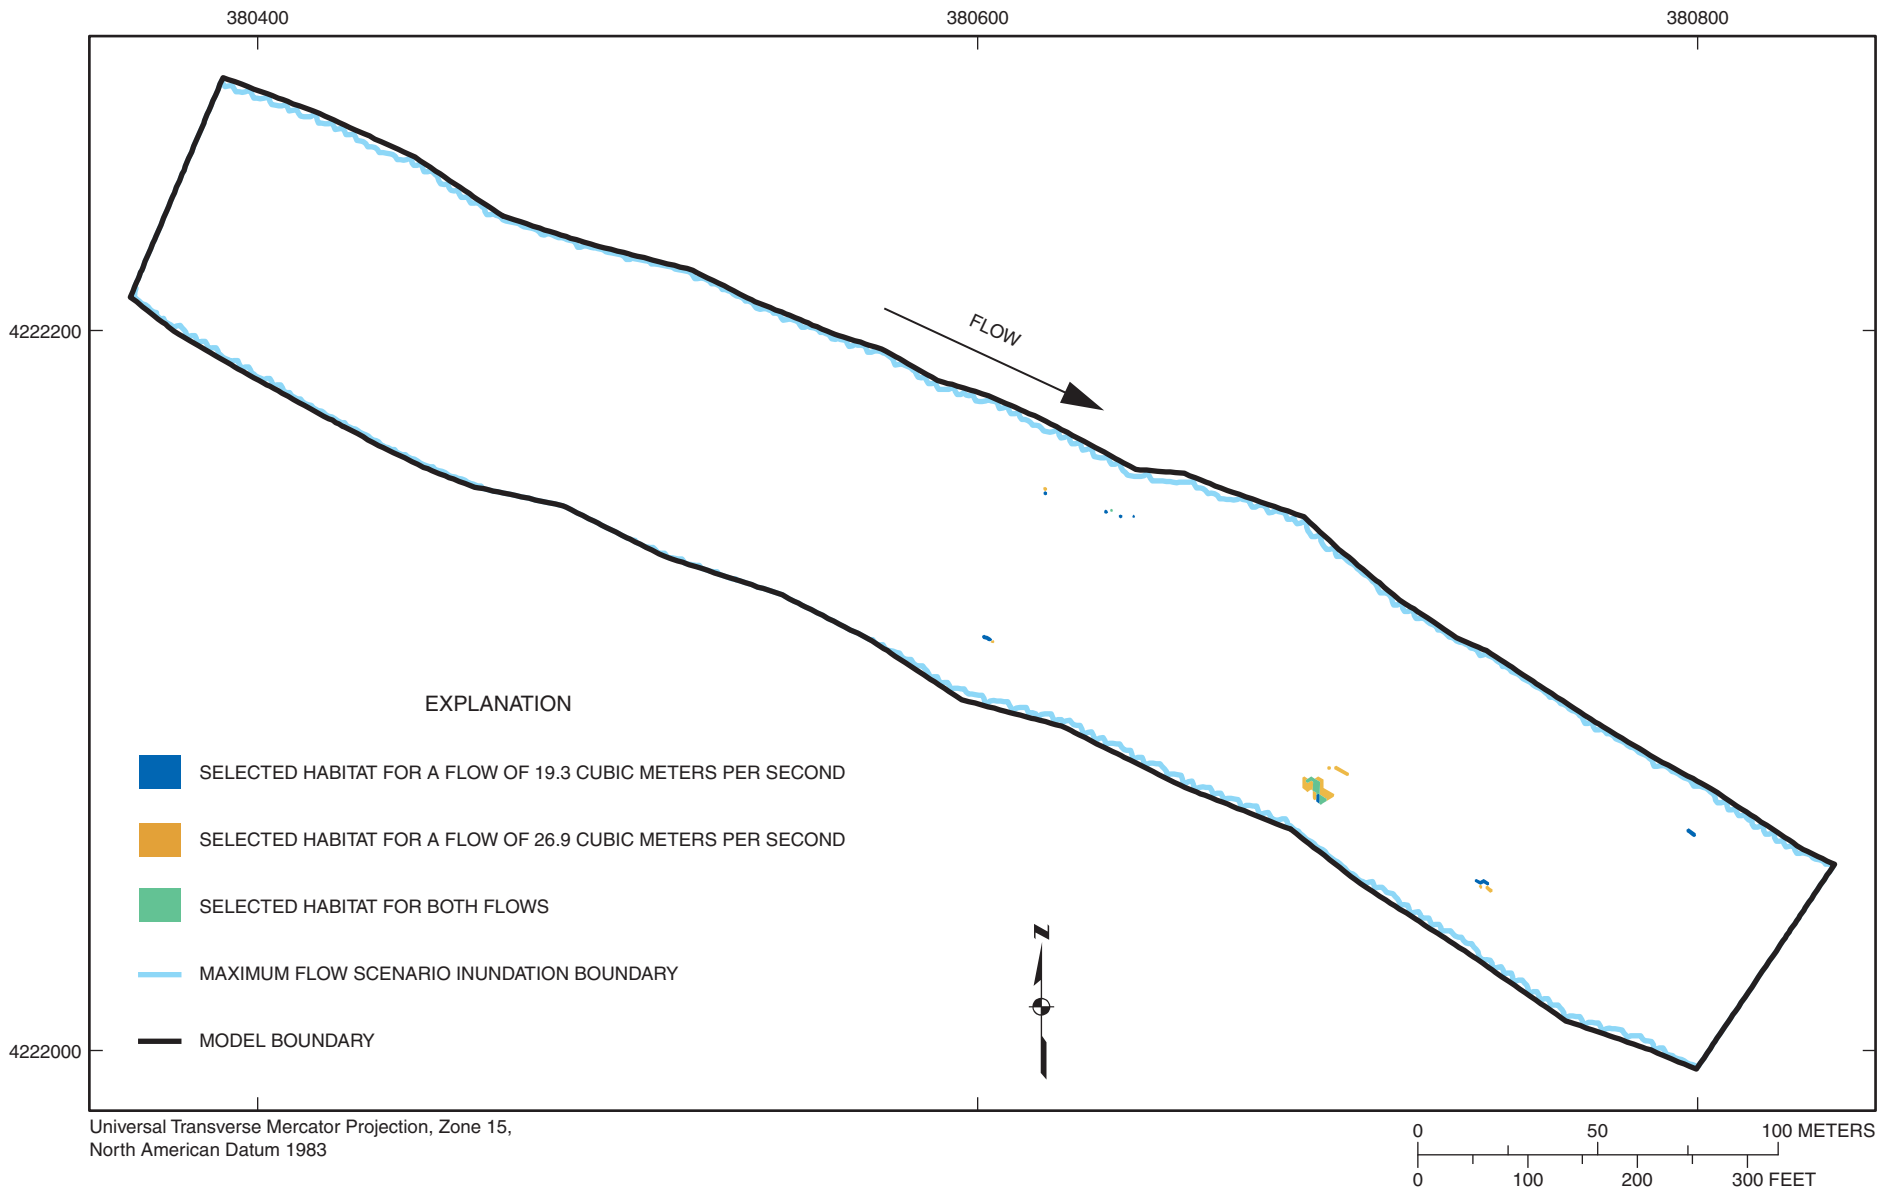 380400
380600
380800
4222200
FLOW
EXPLANATION
SELECTED HABITAT FOR A FLOW OF 19.3 CUBIC METERS PER SECOND
SELECTED HABITAT FOR A FLOW OF 26.9 CUBIC METERS PER SECOND
SELECTED HABITAT FOR BOTH FLOWS
MAXIMUM FLOW SCENARIO INUNDATION BOUNDARY
MODEL BOUNDARY
N
4222000
Universal Transverse Mercator Projection, Zone 15,
North American Datum 1983
0 50 100 METERS
0 100 200 300 FEET